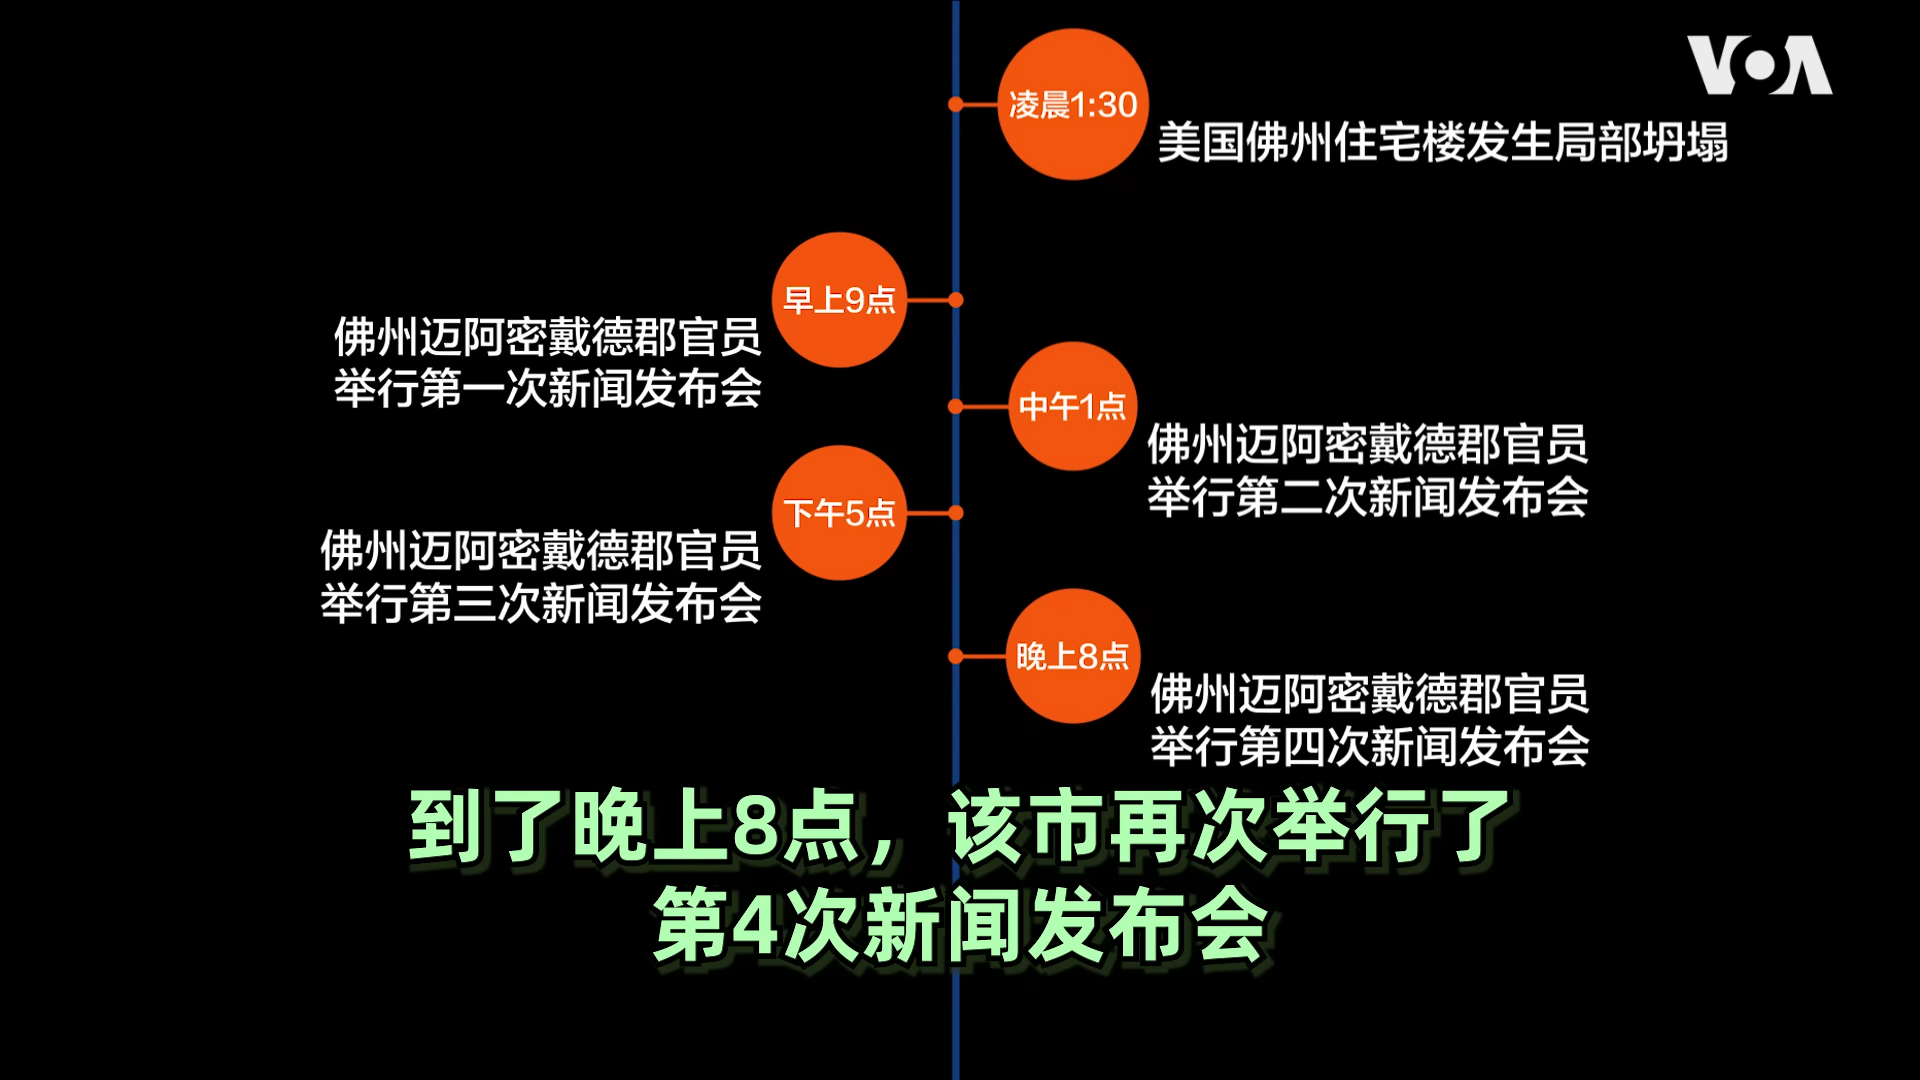 VOA
凌晨1:30
美国佛州住宅楼发生局部坍塌
早上9点
佛州迈阿密戴德郡官员
举行第一次新闻发布会
中午1点
佛州迈阿密戴德郡官员
举行第二次新闻发布会
下午5点
佛州迈阿密戴德郡官员
举行第三次新闻发布会
晚上8点
佛州迈阿密戴德郡官员
举行第四次新闻发布会
到了晚上8点，该市再次举行了
第4次新闻发布会